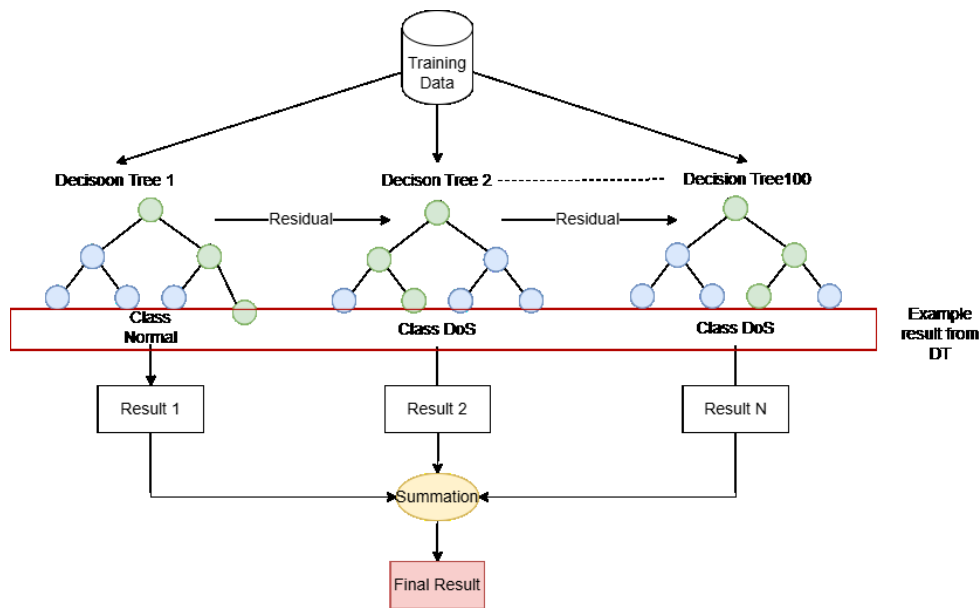 Training
Data
Decisoon Tree 1
Decison Tree 2
Decision Tree100
Residual
Residual
Class
Normal
Class DoS
Class DoS
Example
result from
DT
Result 1
Result 2
Result N
Summation
Final Result